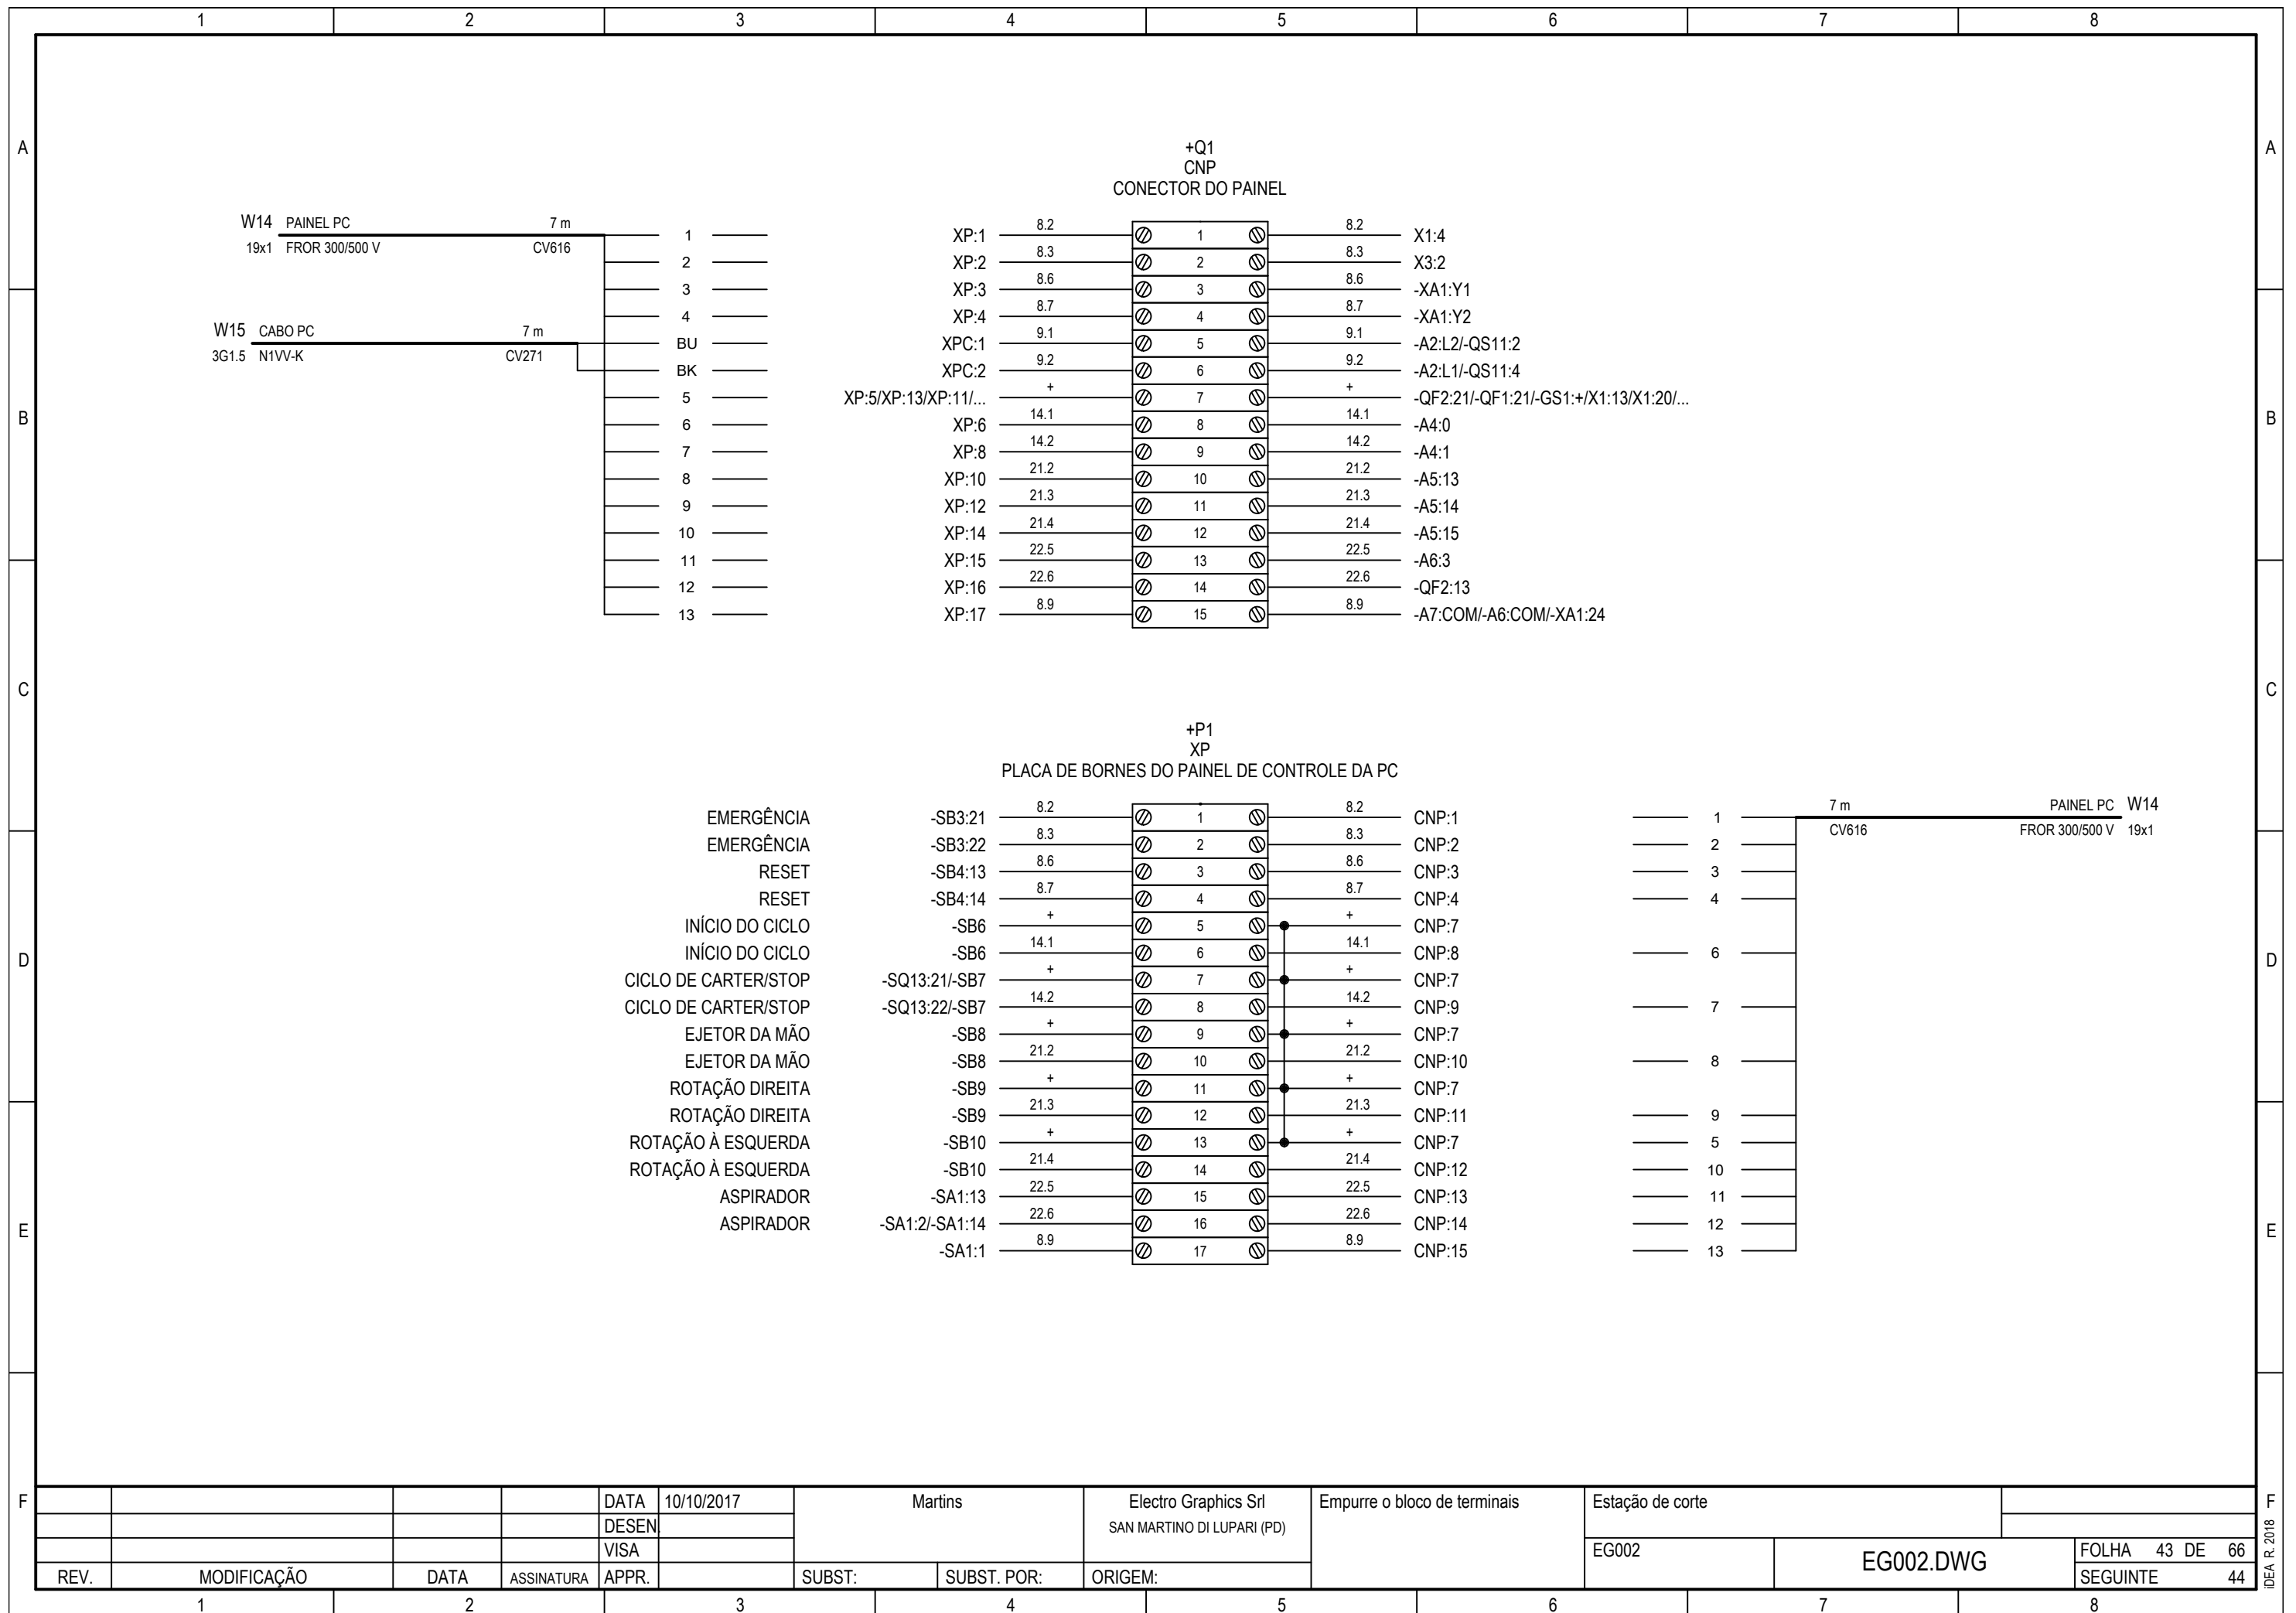 1 2 3 4 5 6 7 8
A A
+Q1
CNP
CONECTOR DO PAINEL
W14 PAINEL PC 7 m
19x1 FROR 300/500 V CV616
1 XP:1 8.2 1 8.2 X1:4
2 XP:2 8.3 2 8.3 X3:2
3 XP:3 8.6 3 8.6 -XA1:Y1
4 XP:4 8.7 4 8.7 -XA1:Y2
W15 CABO PC 7 m
3G1.5 N1VV-K CV271
BU XPC:1 9.1 5 9.1 -A2:L2/-QS11:2
BK XPC:2 9.2 6 9.2 -A2:L1/-QS11:4
5 XP:5/XP:13/XP:11/... + 7 + -QF2:21/-QF1:21/-GS1:+/X1:13/X1:20/...
B B
6 XP:6 14.1 8 14.1 -A4:0
7 XP:8 14.2 9 14.2 -A4:1
8 XP:10 21.2 10 21.2 -A5:13
9 XP:12 21.3 11 21.3 -A5:14
10 XP:14 21.4 12 21.4 -A5:15
11 XP:15 22.5 13 22.5 -A6:3
12 XP:16 22.6 14 22.6 -QF2:13
13 XP:17 8.9 15 8.9 -A7:COM/-A6:COM/-XA1:24
C C
+P1
XP
PLACA DE BORNES DO PAINEL DE CONTROLE DA PC
7 m PAINEL PC W14
CV616 FROR 300/500 V 19x1
EMERGÊNCIA -SB3:21 8.2 1 8.2 CNP:1 1
EMERGÊNCIA -SB3:22 8.3 2 8.3 CNP:2 2
RESET -SB4:13 8.6 3 8.6 CNP:3 3
RESET -SB4:14 8.7 4 8.7 CNP:4 4
INÍCIO DO CICLO -SB6 + 5 + CNP:7
INÍCIO DO CICLO -SB6 14.1 6 14.1 CNP:8 6
D D
CICLO DE CARTER/STOP -SQ13:21/-SB7 + 7 + CNP:7
CICLO DE CARTER/STOP -SQ13:22/-SB7 14.2 8 14.2 CNP:9 7
EJETOR DA MÃO -SB8 + 9 + CNP:7
EJETOR DA MÃO -SB8 21.2 10 21.2 CNP:10 8
ROTAÇÃO DIREITA -SB9 + 11 + CNP:7
ROTAÇÃO DIREITA -SB9 21.3 12 21.3 CNP:11 9
ROTAÇÃO À ESQUERDA -SB10 + 13 + CNP:7 5
ROTAÇÃO À ESQUERDA -SB10 21.4 14 21.4 CNP:12 10
ASPIRADOR -SA1:13 22.5 15 22.5 CNP:13 11
ASPIRADOR -SA1:2/-SA1:14 22.6 16 22.6 CNP:14 12
E E
-SA1:1 8.9 17 8.9 CNP:15 13
F F
DATA 10/10/2017 Martins Electro Graphics Srl Empurre o bloco de terminais Estação de corte
DESEN. SAN MARTINO DI LUPARI (PD)
VISA EG002 EG002.DWG FOLHA 43 DE 66
REV. MODIFICAÇÃO DATA ASSINATURA APPR. SUBST: SUBST. POR: ORIGEM: SEGUINTE 44
iDEA R. 2018
1 2 3 4 5 6 7 8